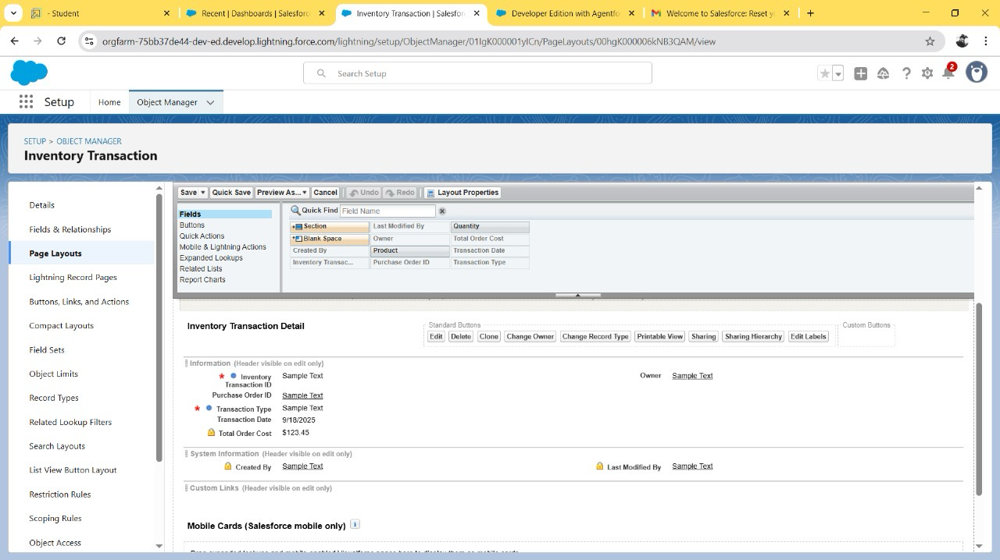 - Student
Recent | Dashboards | Salesforc
Inventory Transaction | Salesfor
Developer Edition with Agentfo
Welcome to Salesforce: Reset y
orgfarm-75bb37de44-dev-ed.develop.lightning.force.com/lightning/setup/ObjectManager/01IgK000001yICn/PageLayouts/00hgK000006kNB3QAM/view
Search Setup
2
Setup
Home
Object Manager
SETUP > OBJECT MANAGER
Inventory Transaction
Details
Fields & Relationships
Page Layouts
Lightning Record Pages
Buttons, Links, and Actions
Compact Layouts
Field Sets
Object Limits
Record Types
Related Lookup Filters
Search Layouts
List View Button Layout
Restriction Rules
Scoping Rules
Object Access
Save Quick Save Preview As... Cancel Undo Redo Layout Properties
Fields
Buttons
Quick Actions
Mobile & Lightning Actions
Expanded Lookups
Related Lists
Report Charts
Quick Find Field Name
Section Last Modified By Quantity
Blank Space Owner Total Order Cost
Created By Product Transaction Date
Inventory Transac... Purchase Order ID Transaction Type
Inventory Transaction Detail
Standard Buttons
Edit Delete Clone Change Owner Change Record Type Printable View Sharing Sharing Hierarchy Edit Labels
Custom Buttons
Information (Header visible on edit only)
* Inventory Transaction ID Sample Text
Owner Sample Text
Purchase Order ID Sample Text
* Transaction Type Sample Text
Transaction Date 9/18/2025
Total Order Cost $123.45
System Information (Header visible on edit only)
Created By Sample Text
Last Modified By Sample Text
Custom Links (Header visible on edit only)
Mobile Cards (Salesforce mobile only)